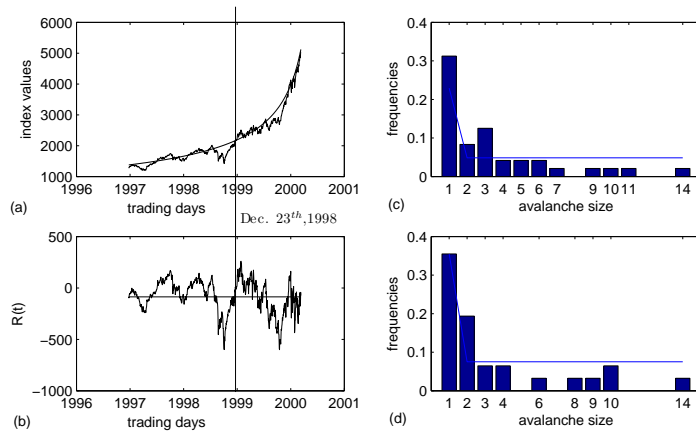 6000
5000
4000
3000
2000
1000
index values
1996 1997 1998 1999 2000 2001
(a) trading days
Dec. 23th,1998
500
0
−500
−1000
R(t)
1996 1997 1998 1999 2000 2001
(b) trading days
0.4
0.3
0.2
0.1
0
frequencies
1 2 3 4 5 6 7 9 10 11 14
(c) avalanche size
0.4
0.3
0.2
0.1
0
frequencies
1 2 3 4 6 8 9 10 14
(d) avalanche size